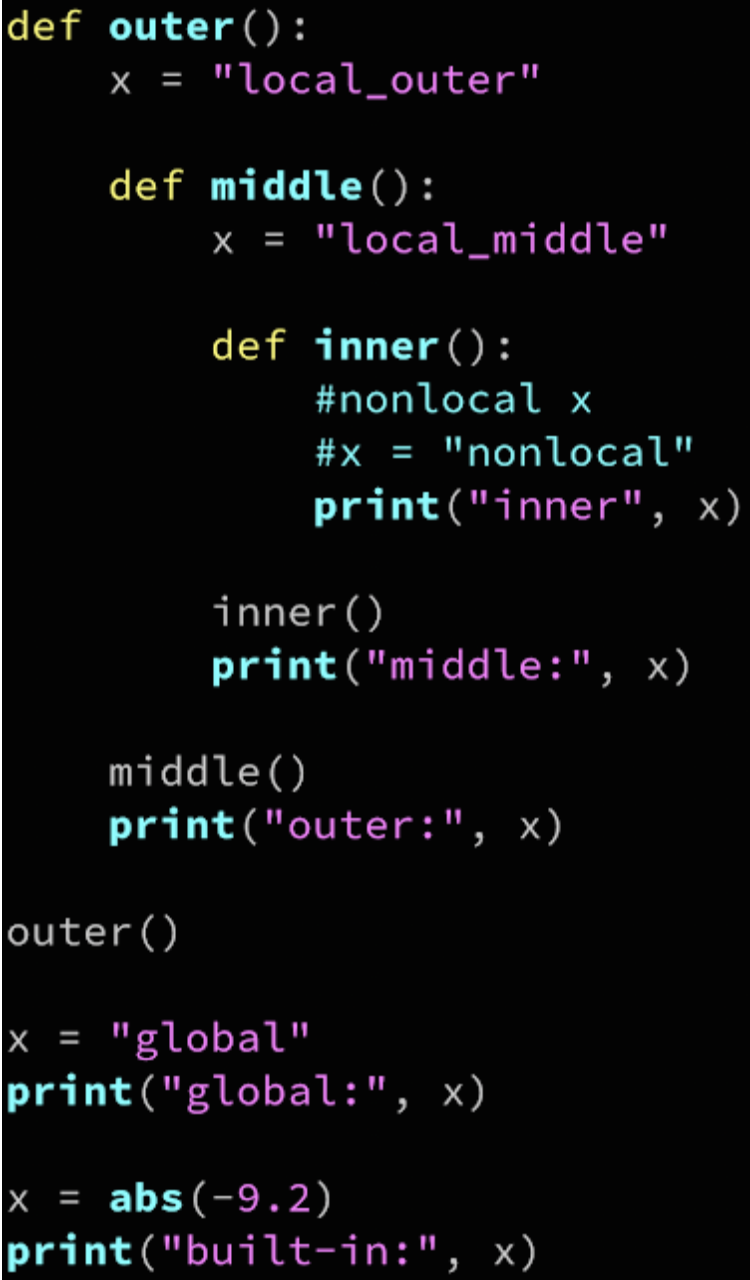 def outer():
    x = "local_outer"

    def middle():
        x = "local_middle"

        def inner():
            #nonlocal x
            #x = "nonlocal"
            print("inner", x)

        inner()
        print("middle:", x)

    middle()
    print("outer:", x)

outer()

x = "global"
print("global:", x)

x = abs(-9.2)
print("built-in:", x)